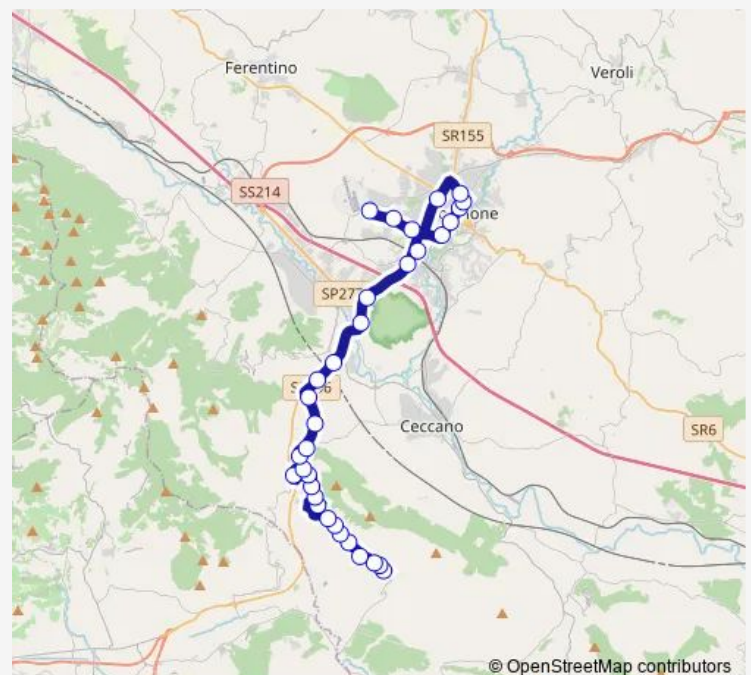 Ferentino
Veroli
SR155
SS214
SP277
Ceccano
SR6
© OpenStreetMap contributors